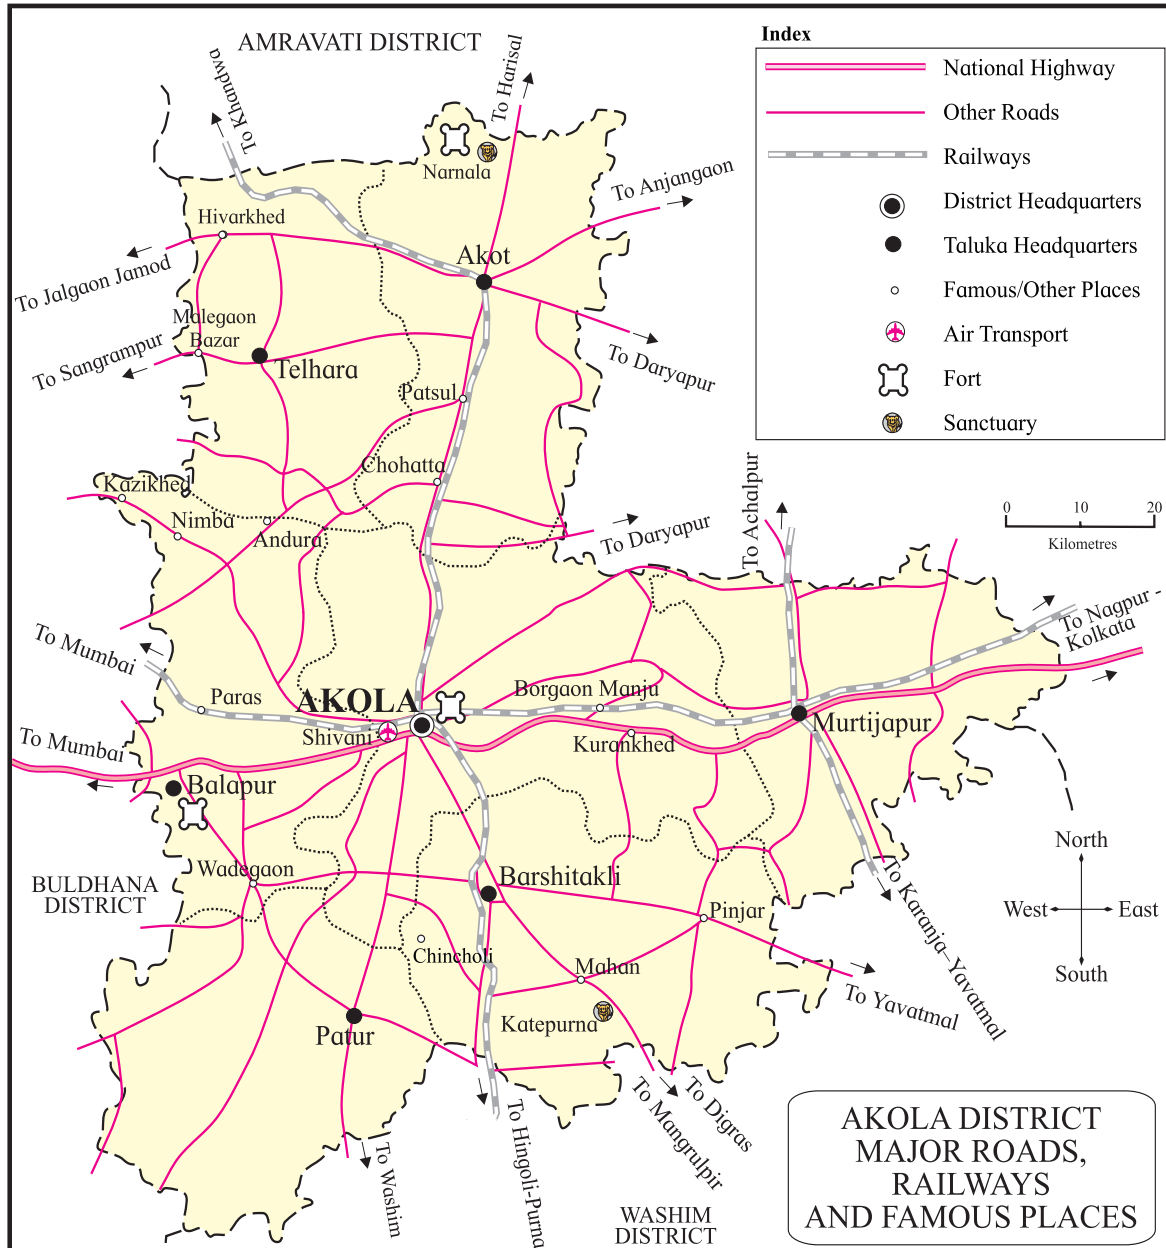 AMRAVATI DISTRICT
To Khandwa
To Harisal
Narnala
To Anjangaon
Hivarkhed
Akot
To Jalgaon Jamod
Malegaon
Bazar
To Sangrampur
Telhara
To Daryapur
Patsul
Chohatta
Kazikhed
Nimba
Andura
To Daryapur
To Achalpur
Index
National Highway
Other Roads
Railways
District Headquarters
Taluka Headquarters
Famous/Other Places
Air Transport
Fort
Sanctuary
0 10 20
Kilometres
To Nagpur -
Kolkata
To Mumbai
Paras
AKOLA
Borgaon Manju
Shivani
Kurankhed
Murtijapur
To Mumbai
Balapur
Wadegaon
BULDHANA
DISTRICT
Barshitakli
Pinjar
Chincholi
Mahan
Katepurna
Patur
To Karanja–Yavatmal
To Yavatmal
North
West East
South
To Digras
To Mangrulpir
To Hingoli-Purna
To Washim
WASHIM
DISTRICT
AKOLA DISTRICT
MAJOR ROADS,
RAILWAYS
AND FAMOUS PLACES